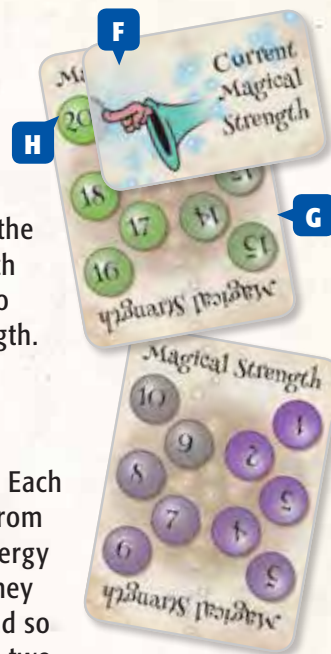 F
Current
Magical
Strength
H
20
18
17
14
G
16
15
Magical Strength
the
gth.
Magical Strength
10
1
9
2
8
3
Each
7
4
rom
6
5
ergy
Magical Strength
hey
d so
two